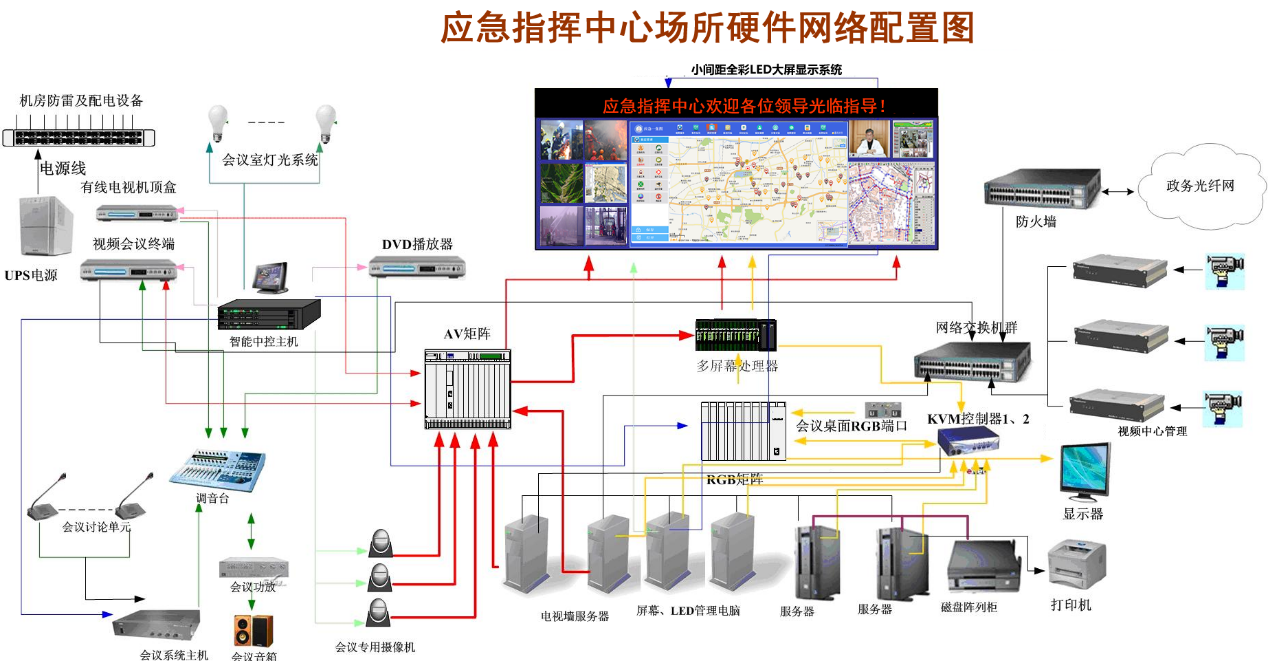 应急指挥中心场所硬件网络配置图
小间距全彩LED大屏显示系统
机房防雷及配电设备
应急指挥中心欢迎各位领导光临指导！
会议室灯光系统
电源线
有线电视机顶盒
政务光纤网
防火墙
视频会议终端
DVD播放器
UPS电源
网络交换机群
AV矩阵
智能中控主机
多屏幕处理器
会议桌面RGB端口
KVM控制器1、2
视频中心管理
RGB矩阵
调音台
显示器
会议讨论单元
会议功放
电视墙服务器
屏幕、LED管理电脑
服务器
服务器
磁盘阵列柜
打印机
会议专用摄像机
会议系统主机
会议音箱